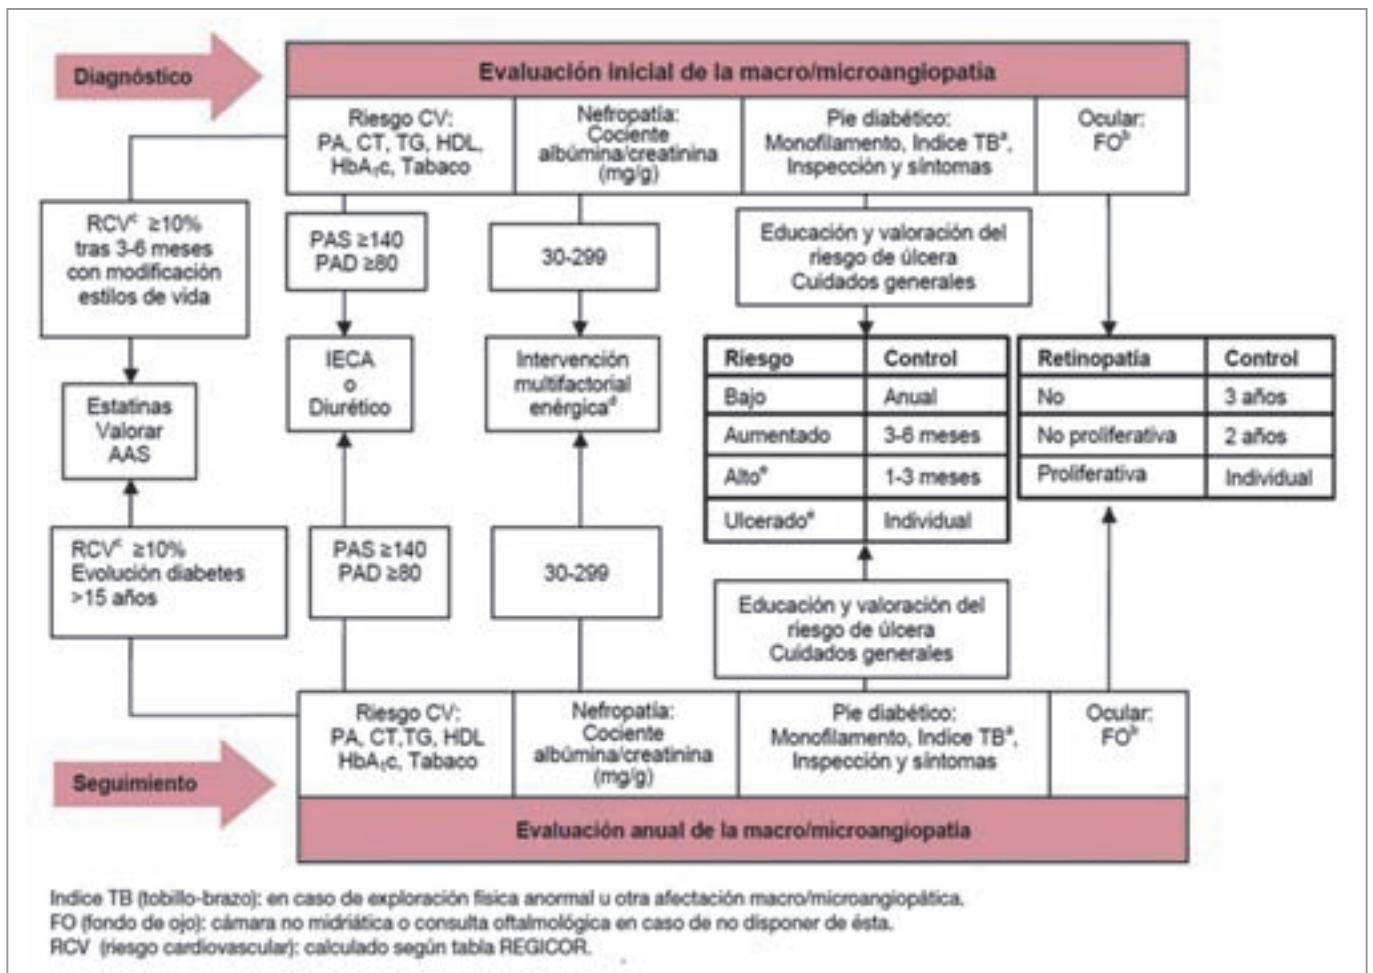 Diagnóstico
Evaluación inicial de la macro/microangiopatia
Riesgo CV:
PA, CT, TG, HDL,
HbA1c, Tabaco
Nefropatía:
Cociente
albúmina/creatinina
(mg/g)
Pie diabético:
Monofilamento, Indice TBª,
Inspección y síntomas
Ocular:
FOᵇ
RCVᶜ ≥10%
tras 3-6 meses
con modificación
estilos de vida
PAS ≥140
PAD ≥80
30-299
Educación y valoración del
riesgo de úlcera
Cuidados generales
Estatinas
Valorar
AAS
IECA
o
Diurético
Intervención
multifactorial
enérgicaᵈ
Riesgo Control
Bajo Anual
Aumentado 3-6 meses
Altoᵉ 1-3 meses
Ulceradoᵉ Individual
Retinopatía Control
No 3 años
No proliferativa 2 años
Proliferativa Individual
RCVᶜ ≥10%
Evolución diabetes
>15 años
PAS ≥140
PAD ≥80
30-299
Educación y valoración del
riesgo de úlcera
Cuidados generales
Riesgo CV:
PA, CT,TG, HDL
HbA1c, Tabaco
Nefropatía:
Cociente
albúmina/creatinina
(mg/g)
Pie diabético:
Monofilamento, Indice TBª,
Inspección y síntomas
Ocular:
FOᵇ
Seguimiento
Evaluación anual de la macro/microangiopatia
Indice TB (tobillo-brazo): en caso de exploración física anormal u otra afectación macro/microangiopática.
FO (fondo de ojo): cámara no midriática o consulta oftalmológica en caso de no disponer de ésta.
RCV (riesgo cardiovascular): calculado según tabla REGICOR.